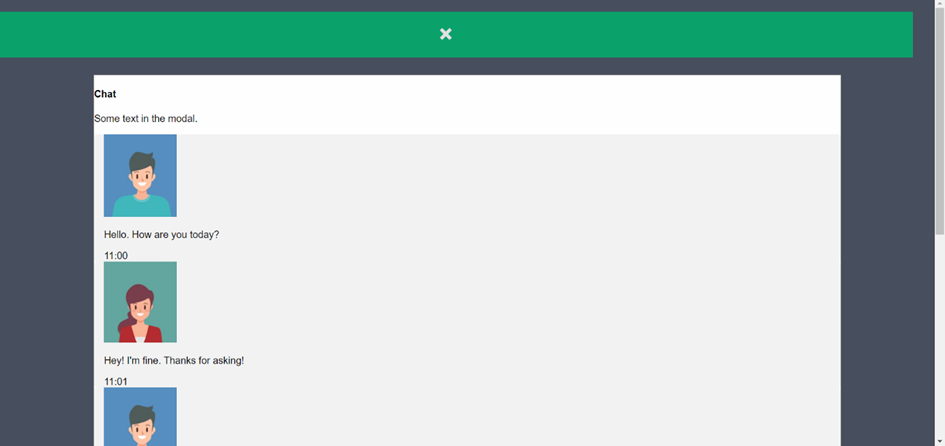 Chat
Some text in the modal.
Hello. How are you today?
11:00
Hey! I'm fine. Thanks for asking!
11:01